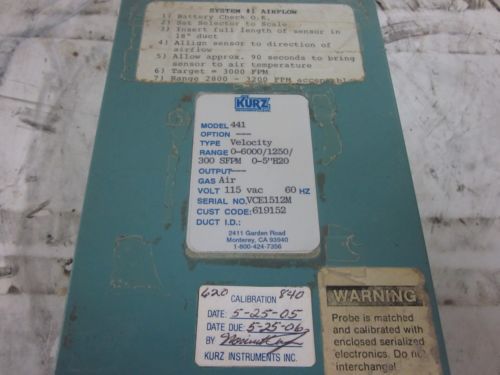 SYSTEM #1 AIRFLOW
1) Battery Check O.K.
2) Set Selector to Scale
3) Insert full length of sensor in
18" duct
4) Allign sensor to direction of
airflow
5) Allow approx. 90 seconds to bring
sensor to air temperature
6) Target = 3000 FPM
7) Range 2800 - 3200 FPM acceptable
KURZ
MODEL 441
OPTION ---
TYPE Velocity
RANGE 0-6000/1250/
300 SFPM 0-5"H20
OUTPUT ---
GAS Air
VOLT 115 vac 60 HZ
SERIAL NO. VCE1512M
CUST CODE: 619152
DUCT I.D.:
2411 Garden Road
Monterey, CA 93940
1-800-424-7356
620 CALIBRATION 840
DATE: 5-25-05
DATE DUE: 5-25-06
BY
KURZ INSTRUMENTS INC.
WARNING
Probe is matched
and calibrated with
enclosed serialized
electronics. Do not
interchange!